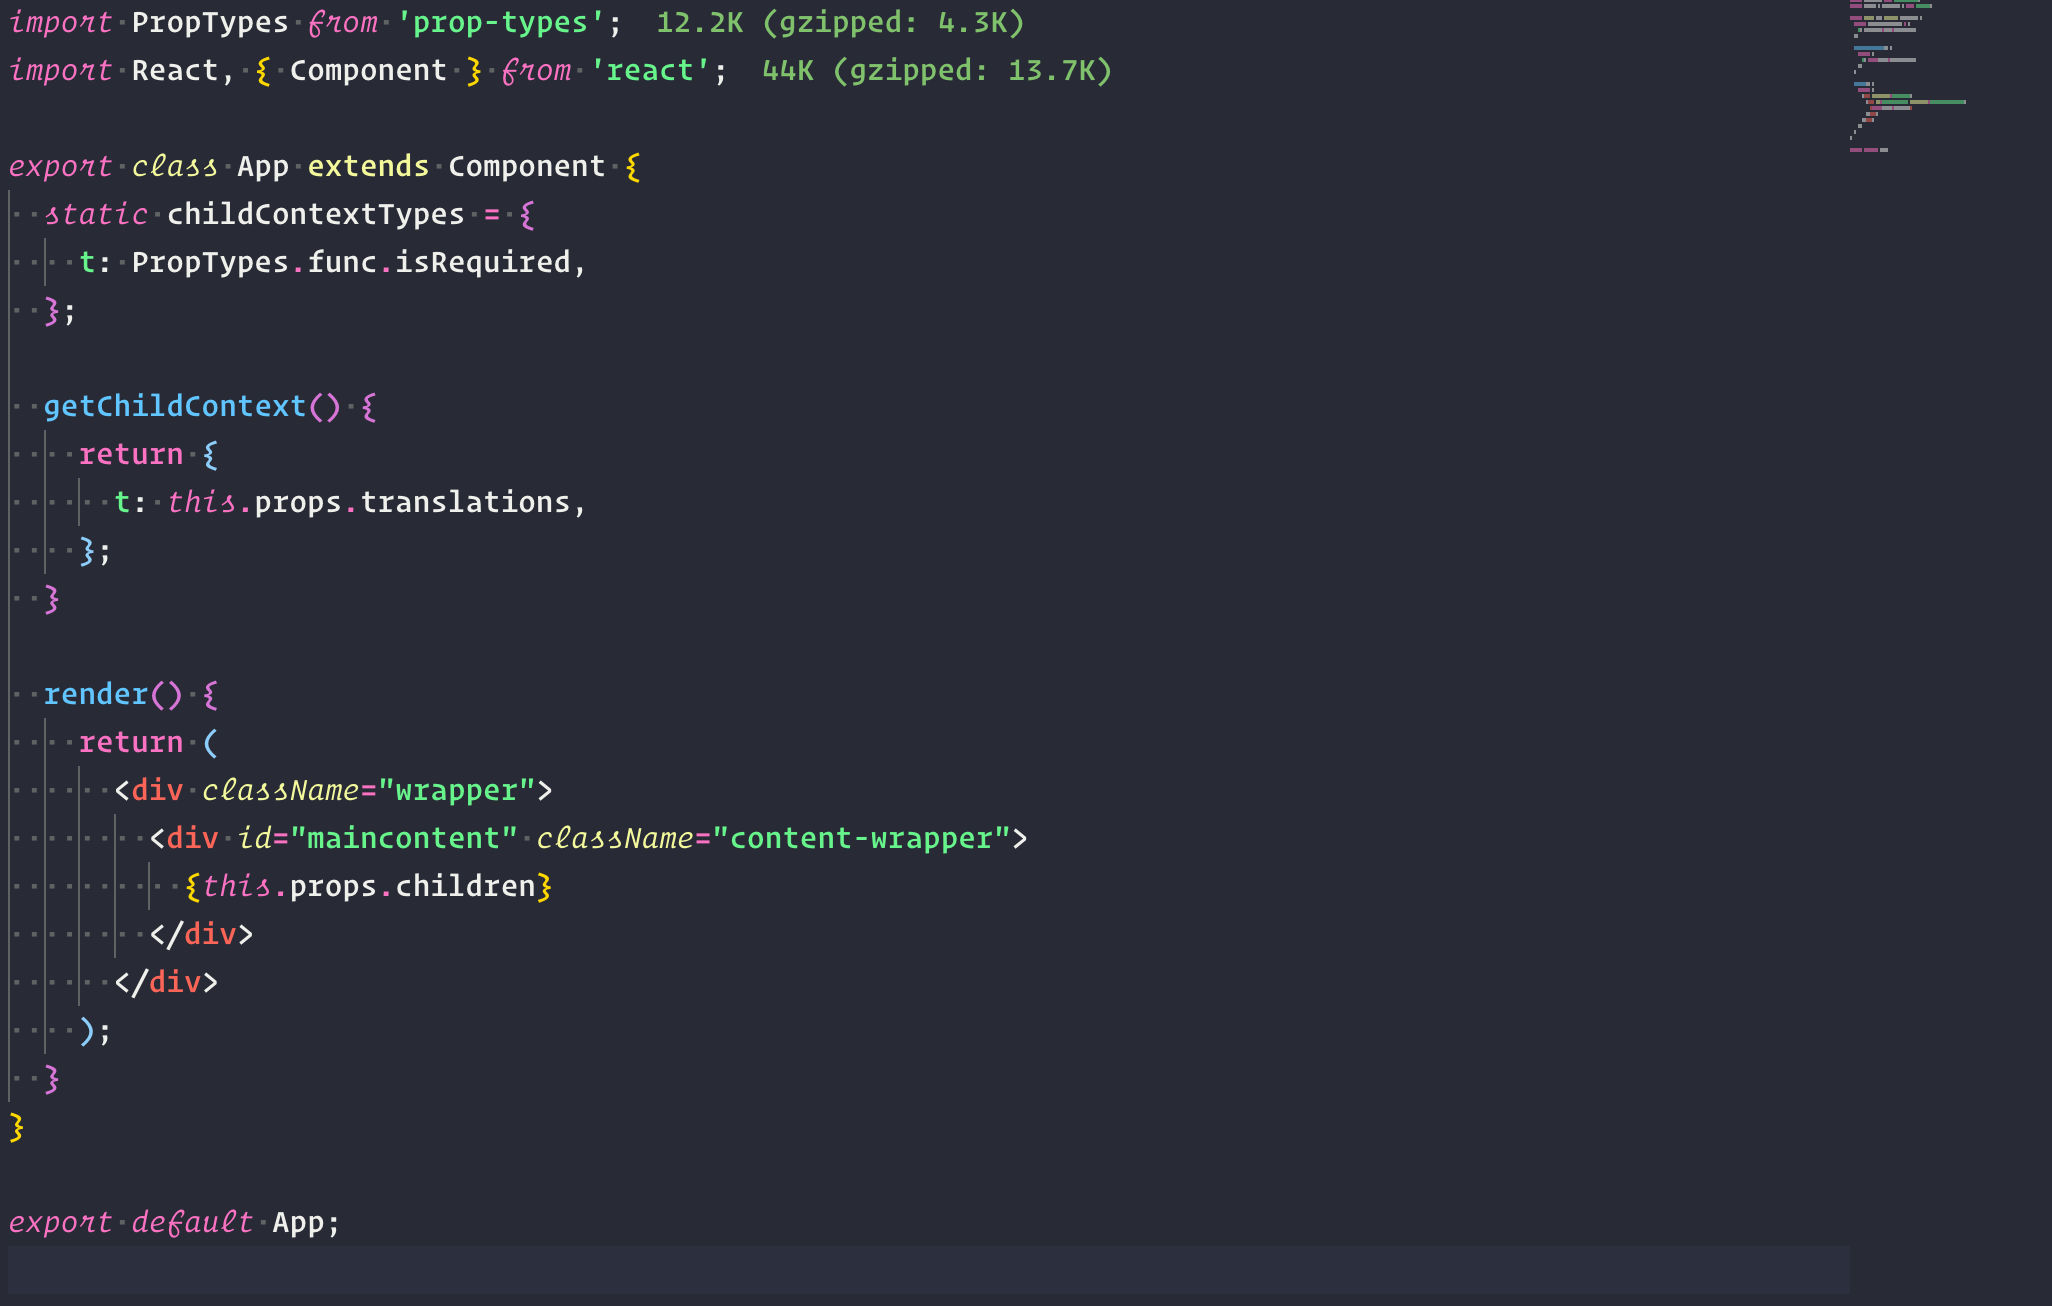 import PropTypes from 'prop-types';  12.2K (gzipped: 4.3K)
import React, { Component } from 'react';  44K (gzipped: 13.7K)

export class App extends Component {
  static childContextTypes = {
    t: PropTypes.func.isRequired,
  };

  getChildContext() {
    return {
      t: this.props.translations,
    };
  }

  render() {
    return (
      <div className="wrapper">
        <div id="maincontent" className="content-wrapper">
          {this.props.children}
        </div>
      </div>
    );
  }
}

export default App;